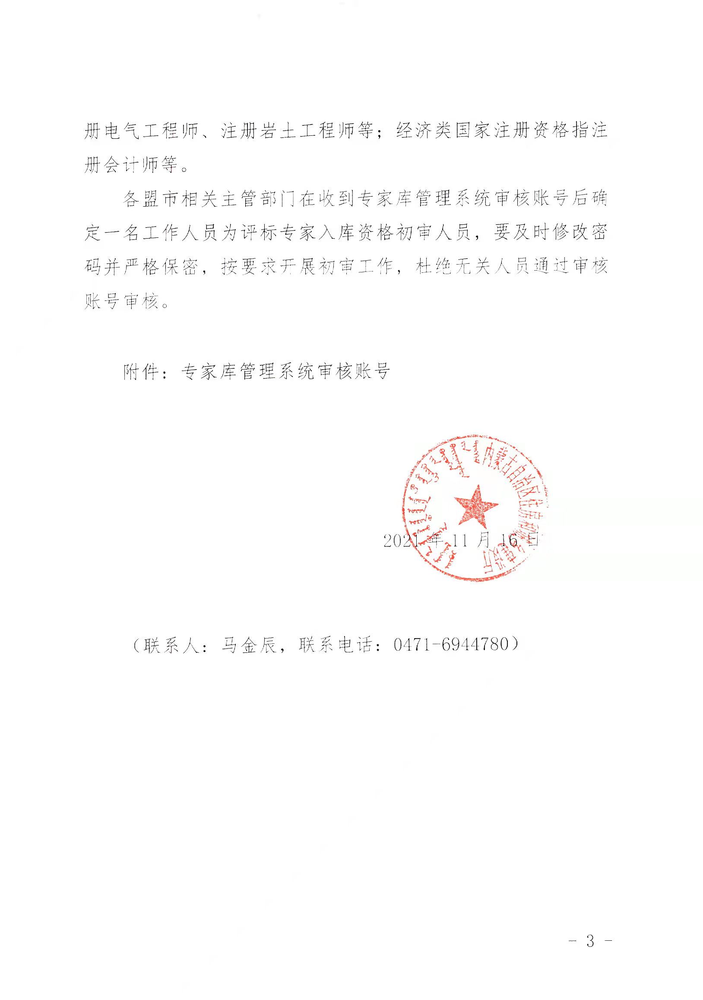 册电气工程师、注册岩土工程师等；经济类国家注册资格指注
册会计师等。
各盟市相关主管部门在收到专家库管理系统审核账号后确
定一名工作人员为评标专家入库资格初审人员，要及时修改密
码并严格保密，按要求开展初审工作，杜绝无关人员通过审核
账号审核。
附件：专家库管理系统审核账号
内蒙古自治区住房和城乡建设厅
2021年11月16日
（联系人：马金辰，联系电话：0471-6944780）
- 3 -